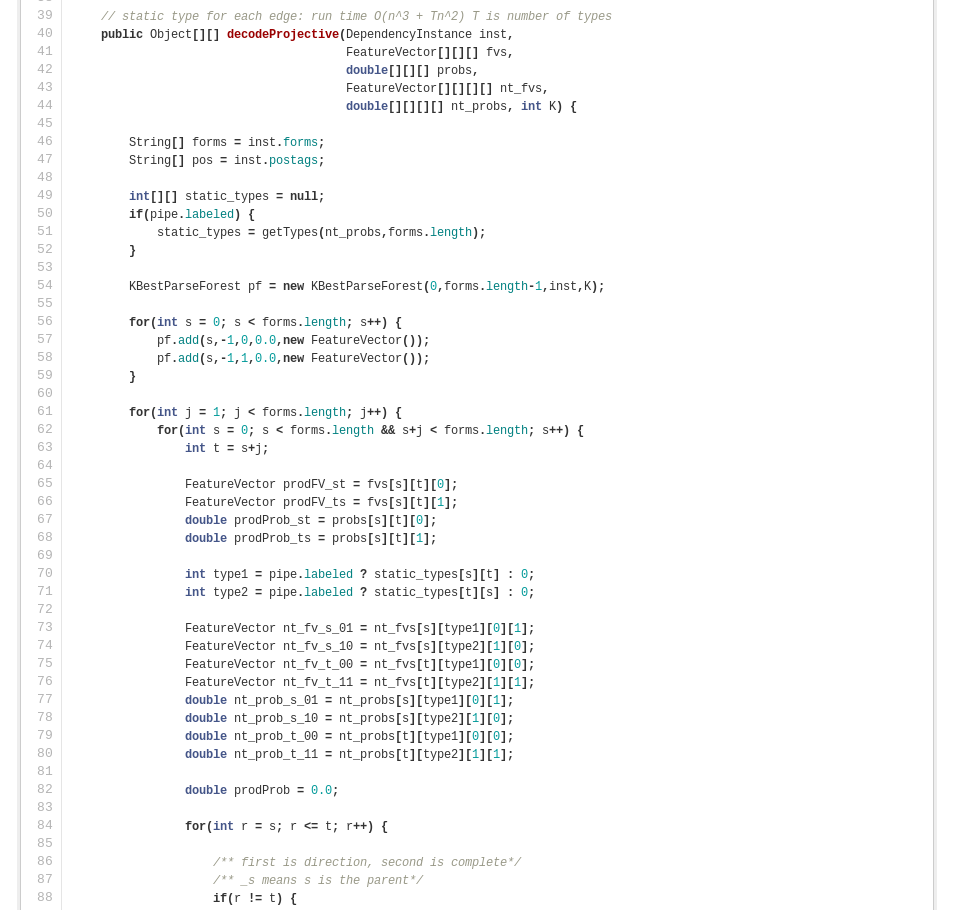 39 // static type for each edge: run time O(n^3 + Tn^2) T is number of types
40 public Object[][] decodeProjective(DependencyInstance inst,
41 FeatureVector[][][] fvs,
42 double[][][] probs,
43 FeatureVector[][][][] nt_fvs,
44 double[][][][] nt_probs, int K) {
45
46 String[] forms = inst.forms;
47 String[] pos = inst.postags;
48
49 int[][] static_types = null;
50 if(pipe.labeled) {
51 static_types = getTypes(nt_probs,forms.length);
52 }
53
54 KBestParseForest pf = new KBestParseForest(0,forms.length-1,inst,K);
55
56 for(int s = 0; s < forms.length; s++) {
57 pf.add(s,-1,0,0.0,new FeatureVector());
58 pf.add(s,-1,1,0.0,new FeatureVector());
59 }
60
61 for(int j = 1; j < forms.length; j++) {
62 for(int s = 0; s < forms.length && s+j < forms.length; s++) {
63 int t = s+j;
64
65 FeatureVector prodFV_st = fvs[s][t][0];
66 FeatureVector prodFV_ts = fvs[s][t][1];
67 double prodProb_st = probs[s][t][0];
68 double prodProb_ts = probs[s][t][1];
69
70 int type1 = pipe.labeled ? static_types[s][t] : 0;
71 int type2 = pipe.labeled ? static_types[t][s] : 0;
72
73 FeatureVector nt_fv_s_01 = nt_fvs[s][type1][0][1];
74 FeatureVector nt_fv_s_10 = nt_fvs[s][type2][1][0];
75 FeatureVector nt_fv_t_00 = nt_fvs[t][type1][0][0];
76 FeatureVector nt_fv_t_11 = nt_fvs[t][type2][1][1];
77 double nt_prob_s_01 = nt_probs[s][type1][0][1];
78 double nt_prob_s_10 = nt_probs[s][type2][1][0];
79 double nt_prob_t_00 = nt_probs[t][type1][0][0];
80 double nt_prob_t_11 = nt_probs[t][type2][1][1];
81
82 double prodProb = 0.0;
83
84 for(int r = s; r <= t; r++) {
85
86 /** first is direction, second is complete*/
87 /** _s means s is the parent*/
88 if(r != t) {